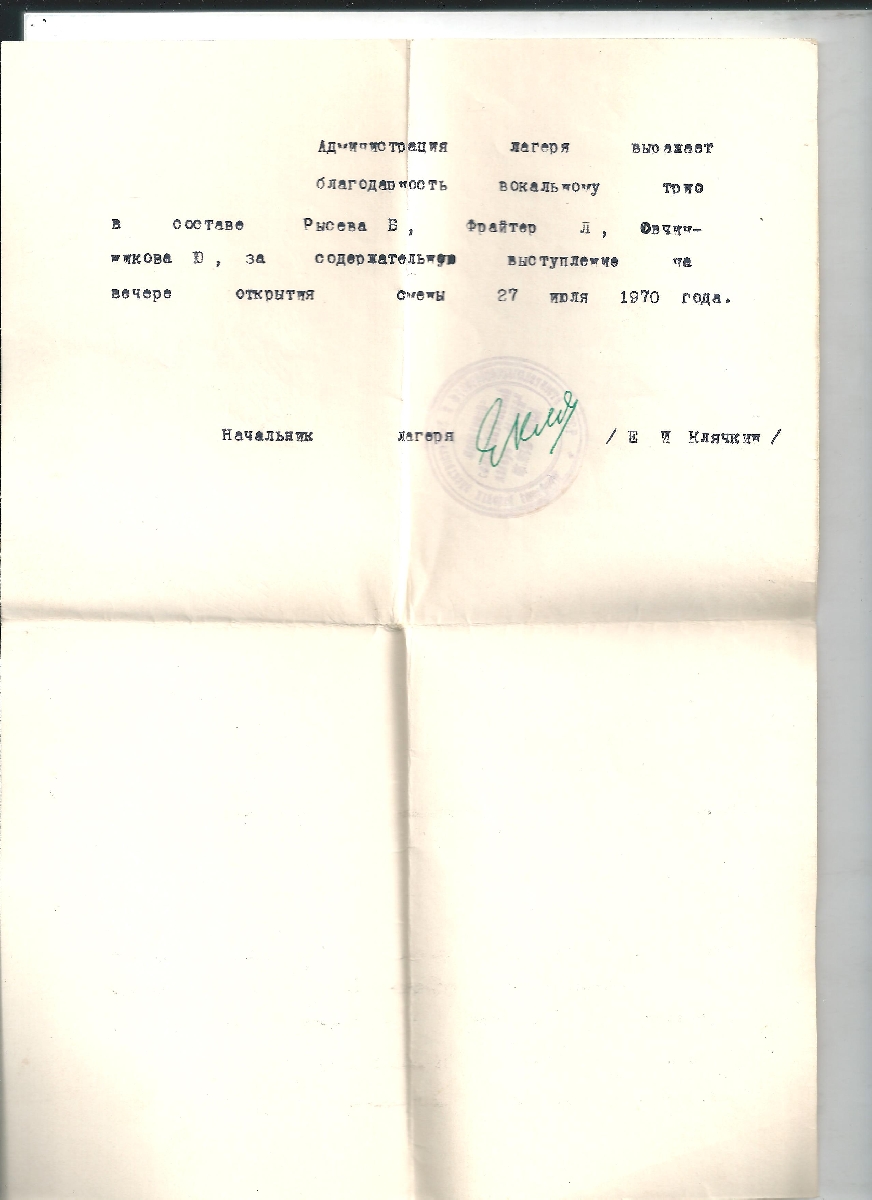 Администрация лагеря выражает
благодарность вокальному трио
в составе Рысева Б, Фрайтер Л, Овчин-
никова Ю, за содержательное выступление на
вечере открытия смены 27 июля 1970 года.
Начальник лагеря / Е И Клячкин /